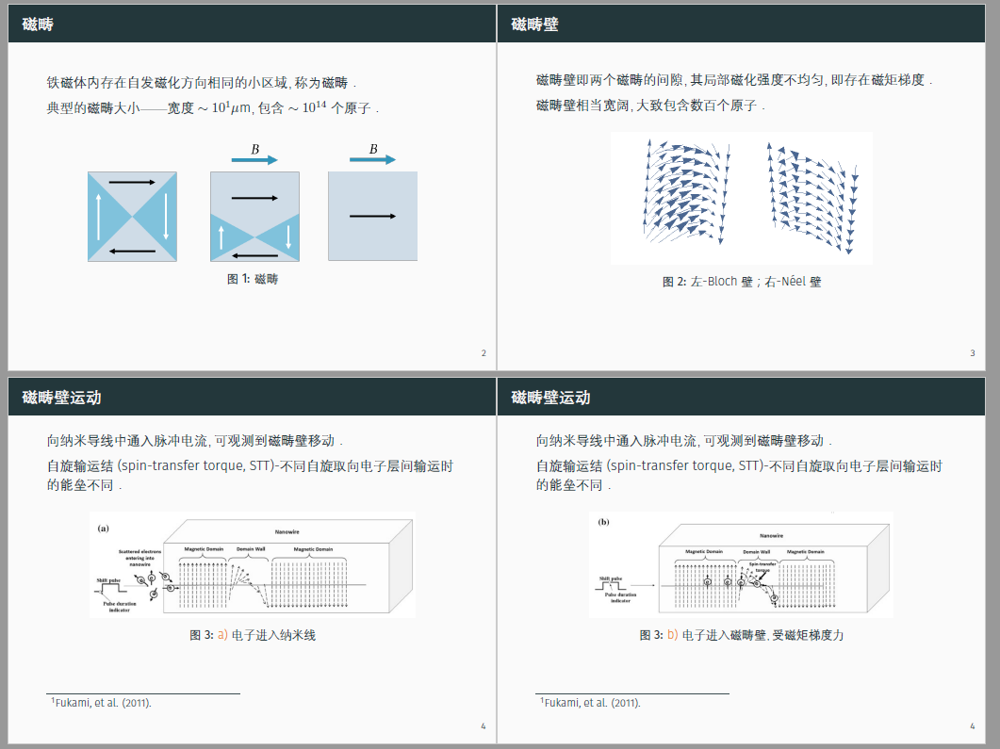 磁畴
铁磁体内存在自发磁化方向相同的小区域, 称为磁畴 .
典型的磁畴大小——宽度 ∼ 10¹μm, 包含 ∼ 10¹⁴ 个原子 .
B
B
图 1: 磁畴
2
磁畴壁
磁畴壁即两个磁畴的间隙, 其局部磁化强度不均匀, 即存在磁矩梯度 .
磁畴壁相当宽阔, 大致包含数百个原子 .
图 2: 左-Bloch 壁 ; 右-Néel 壁
3
磁畴壁运动
向纳米导线中通入脉冲电流, 可观测到磁畴壁移动 .
自旋输运结 (spin-transfer torque, STT)-不同自旋取向电子层间输运时
的能垒不同 .
(a)
Nanowire
Scattered electrons
entering into
nanowire
Magnetic Domain
Domain Wall
Magnetic Domain
Shift pulse
Pulse duration
indicator
图 3: a) 电子进入纳米线
¹Fukami, et al. (2011).
4
磁畴壁运动
向纳米导线中通入脉冲电流, 可观测到磁畴壁移动 .
自旋输运结 (spin-transfer torque, STT)-不同自旋取向电子层间输运时
的能垒不同 .
(b)
Nanowire
Magnetic Domain
Domain Wall
Magnetic Domain
Spin-transfer
torque
Shift pulse
Pulse duration
indicator
图 3: b) 电子进入磁畴壁, 受磁矩梯度力
¹Fukami, et al. (2011).
4